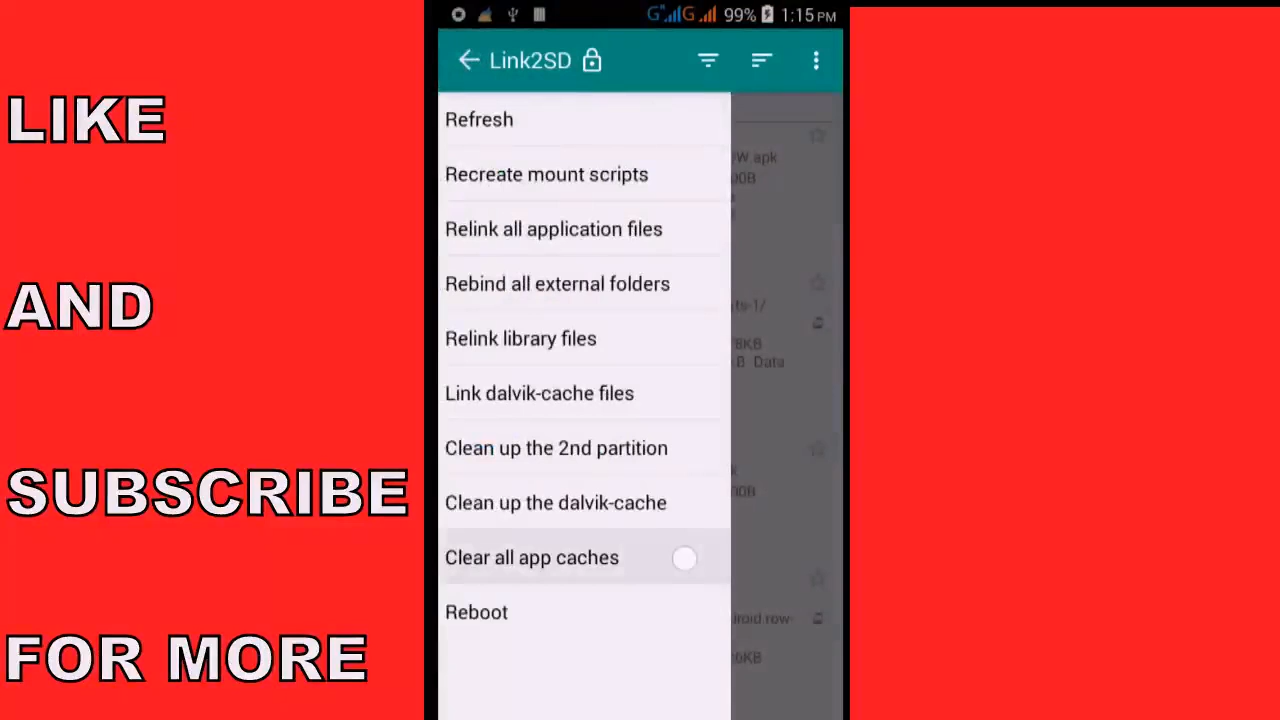 LIKE
AND
SUBSCRIBE
FOR MORE
G G 99% 1:15 PM
Link2SD
Refresh
Recreate mount scripts
Relink all application files
Rebind all external folders
Relink library files
Link dalvik-cache files
Clean up the 2nd partition
Clean up the dalvik-cache
Clear all app caches
Reboot
apk
Data